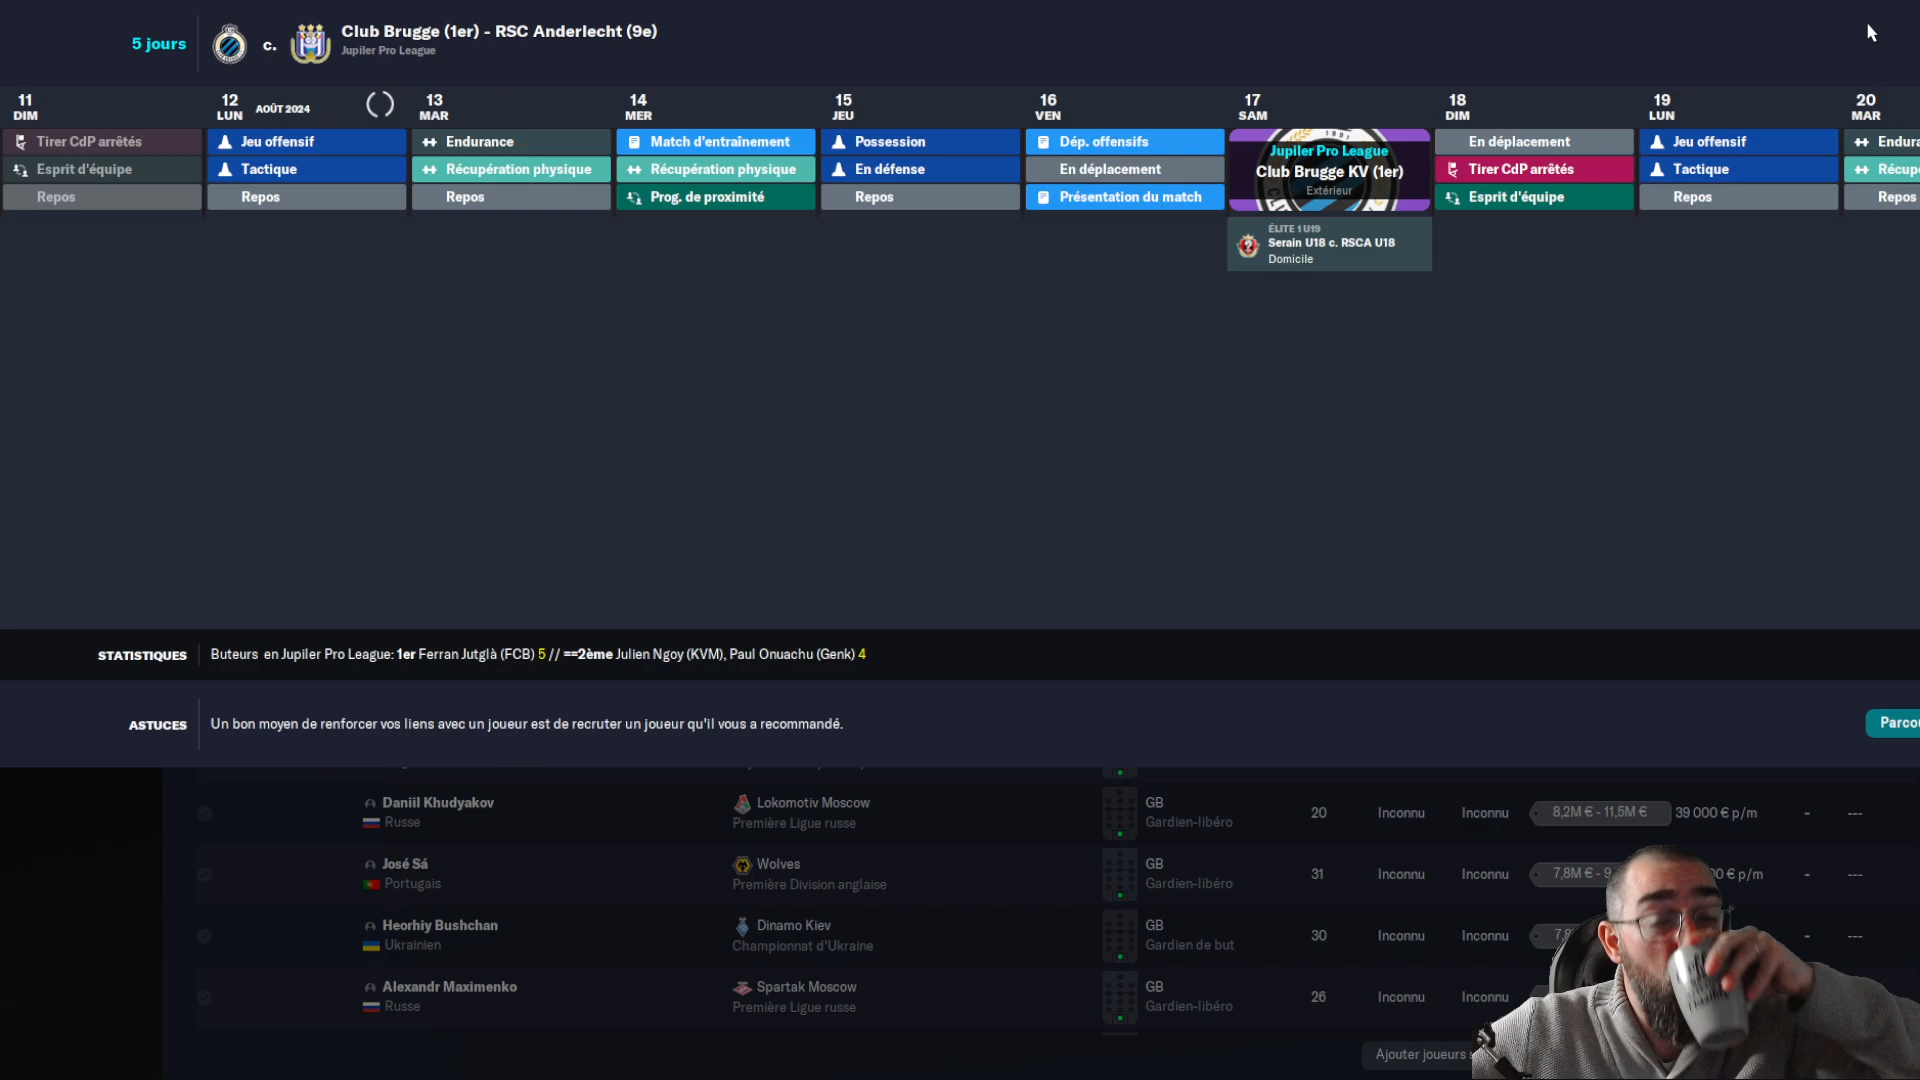 5 jours
c.
Club Brugge (1er) - RSC Anderlecht (9e)
Jupiler Pro League
11
DIM
12
LUN
AOÛT 2024
13
MAR
14
MER
15
JEU
16
VEN
17
SAM
18
DIM
19
LUN
20
MAR
Tirer CdP arrêtés
Jeu offensif
Endurance
Match d'entraînement
Possession
Dép. offensifs
Jupiler Pro League
Club Brugge KV (1er)
Extérieur
En déplacement
Jeu offensif
Esprit d'équipe
Tactique
Récupération physique
Récupération physique
En défense
En déplacement
Tirer CdP arrêtés
Tactique
Repos
Repos
Repos
Prog. de proximité
Repos
Présentation du match
Esprit d'équipe
Repos
Repos
ÉLITE 1 U19
Serain U18 c. RSCA U18
Domicile
STATISTIQUES
Buteurs en Jupiler Pro League: 1er Ferran Jutglà (FCB) 5 // ==2ème Julien Ngoy (KVM), Paul Onuachu (Genk) 4
ASTUCES
Un bon moyen de renforcer vos liens avec un joueur est de recruter un joueur qu'il vous a recommandé.
Daniil Khudyakov
Russe
Lokomotiv Moscow
Première Ligue russe
GB
Gardien-libéro
20
Inconnu
Inconnu
8,2M € - 11,5M €
39 000 € p/m
-
---
José Sá
Portugais
Wolves
Première Division anglaise
GB
Gardien-libéro
31
Inconnu
Inconnu
7,8M € -
€ p/m
-
---
Heorhiy Bushchan
Ukrainien
Dinamo Kiev
Championnat d'Ukraine
GB
Gardien de but
30
Inconnu
Inconnu
-
---
Alexandr Maximenko
Russe
Spartak Moscow
Première Ligue russe
GB
Gardien-libéro
26
Inconnu
Inconnu
Ajouter joueurs